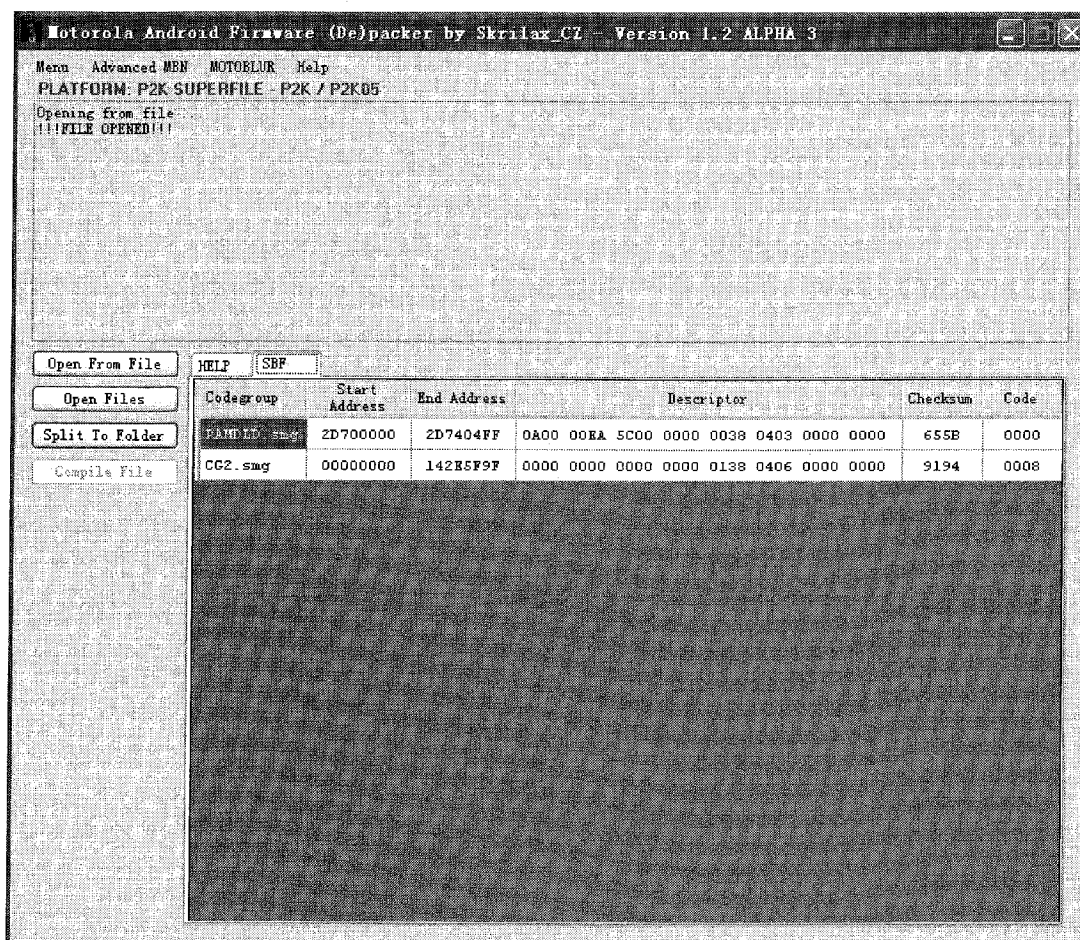 Motorola Android Firmware (De)packer by Skrilax_CZ - Version 1.2 ALPHA 3
Menu Advanced MBN MOTOBLUR Help
PLATFORM: P2K SUPERFILE - P2K / P2K05
Opening from file...
!!!FILE OPENED!!!
Open From File
Open Files
Split To Folder
Compile File
HELP SBF
Codegroup Start Address End Address Descriptor Checksum Code
RAMDLD.smg 2D700000 2D7404FF 0A00 00EA 5C00 0000 0038 0403 0000 0000 655B 0000
CG2.smg 00000000 142E5F9F 0000 0000 0000 0000 0138 0406 0000 0000 9194 0008